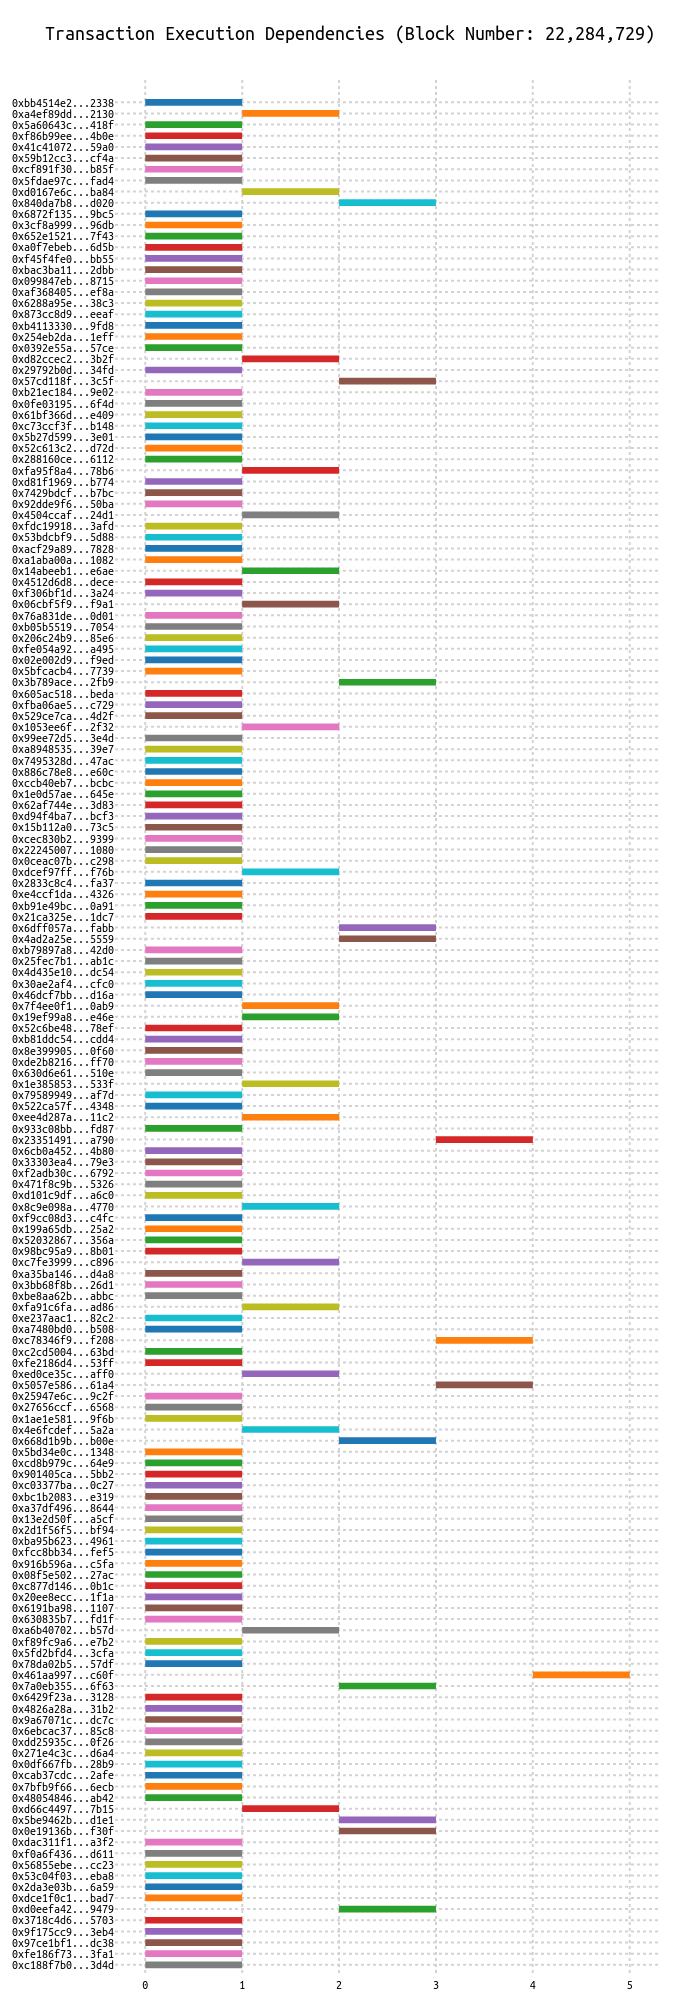 Transaction Execution Dependencies (Block Number: 22,284,729)
0xbb4514e2...2338
0xa4ef89dd...2130
0x5a60643c...418f
0xf86b99ee...4b0e
0x41c41072...59a0
0x59b12cc3...cf4a
0xcf891f30...b85f
0x5fdae97c...fad4
0xd0167e6c...ba84
0x840da7b8...d020
0x6872f135...9bc5
0x3cf8a999...96db
0x652e1521...7f43
0xa0f7ebeb...6d5b
0xf45f4fe0...bb55
0xbac3ba11...2dbb
0x099847eb...8715
0xaf368405...ef8a
0x6288a95e...38c3
0x873cc8d9...eeaf
0xb4113330...9fd8
0x254eb2da...1eff
0x0392e55a...57ce
0xd82ccec2...3b2f
0x29792b0d...34fd
0x57cd118f...3c5f
0xb21ec184...9e02
0x0fe03195...6f4d
0x61bf366d...e409
0xc73ccf3f...b148
0x5b27d599...3e01
0x52c613c2...d72d
0x288160ce...6112
0xfa95f8a4...78b6
0xd81f1969...b774
0x7429bdcf...b7bc
0x92dde9f6...50ba
0x4504ccaf...24d1
0xfdc19918...3afd
0x53bdcbf9...5d88
0xacf29a89...7828
0xa1aba00a...1082
0x14abeeb1...e6ae
0x4512d6d8...dece
0xf306bf1d...3a24
0x06cbf5f9...f9a1
0x76a831de...0d01
0xb05b5519...7054
0x206c24b9...85e6
0xfe054a92...a495
0x02e002d9...f9ed
0x5bfcacb4...7739
0x3b789ace...2fb9
0x605ac518...beda
0xfba06ae5...c729
0x529ce7ca...4d2f
0x1053ee6f...2f32
0x99ee72d5...3e4d
0xa8948535...39e7
0x7495328d...47ac
0x886c78e8...e60c
0xccb40eb7...bcbc
0x1e0d57ae...645e
0x62af744e...3d83
0xd94f4ba7...bcf3
0x15b112a0...73c5
0xcec830b2...9399
0x22245007...1080
0x0ceac07b...c298
0xdcef97ff...f76b
0x2833c8c4...fa37
0xe4ccf1da...4326
0xb91e49bc...0a91
0x21ca325e...1dc7
0x6dff057a...fabb
0x4ad2a25e...5559
0xb79897a8...42d0
0x25fec7b1...ab1c
0x4d435e10...dc54
0x30ae2af4...cfc0
0x46dcf7bb...d16a
0x7f4ee0f1...0ab9
0x19ef99a8...e46e
0x52c6be48...78ef
0xb81ddc54...cdd4
0x8e399905...0f60
0xde2b8216...ff70
0x630d6e61...510e
0x1e385853...533f
0x79589949...af7d
0x522ca57f...4348
0xee4d287a...11c2
0x933c08bb...fd87
0x23351491...a790
0x6cb0a452...4b80
0x33303ea4...79e3
0xf2adb30c...6792
0x471f8c9b...5326
0xd101c9df...a6c0
0x8c9e098a...4770
0xf9cc08d3...c4fc
0x199a65db...25a2
0x52032867...356a
0x98bc95a9...8b01
0xc7fe3999...c896
0xa35ba146...d4a8
0x3bb68f8b...26d1
0xbe8aa62b...abbc
0xfa91c6fa...ad86
0xe237aac1...82c2
0xa7480bd0...b508
0xc78346f9...f208
0xc2cd5004...63bd
0xfe2186d4...53ff
0xed0ce35c...aff0
0x5057e586...61a4
0x25947e6c...9c2f
0x27656ccf...6568
0x1ae1e581...9f6b
0x4e6fcdef...5a2a
0x668d1b9b...b00e
0x5bd34e0c...1348
0xcd8b979c...64e9
0x901405ca...5bb2
0xc03377ba...0c27
0xbc1b2083...e319
0xa37df496...8644
0x13e2d50f...a5cf
0x2d1f56f5...bf94
0xba95b623...4961
0xfcc8bb34...fef5
0x916b596a...c5fa
0x08f5e502...27ac
0xc877d146...0b1c
0x20ee8ecc...1f1a
0x6191ba98...1107
0x630835b7...fd1f
0xa6b40702...b57d
0xf89fc9a6...e7b2
0x5fd2bfd4...3cfa
0x78da02b5...57df
0x461aa997...c60f
0x7a0eb355...6f63
0x6429f23a...3128
0x4826a28a...31b2
0x9a67071c...dc7c
0x6ebcac37...85c8
0xdd25935c...0f26
0x271e4c3c...d6a4
0x0df667fb...28b9
0xcab37cdc...2afe
0x7bfb9f66...6ecb
0x48054846...ab42
0xd66c4497...7b15
0x5be9462b...d1e1
0x0e19136b...f30f
0xdac311f1...a3f2
0xf0a6f436...d611
0x56855ebe...cc23
0x53c04f03...eba8
0x2da3e03b...6a59
0xdce1f0c1...bad7
0xd0eefa42...9479
0x3718c4d6...5703
0x9f175cc9...3eb4
0x97ce1bf1...dc38
0xfe186f73...3fa1
0xc188f7b0...3d4d
0 1 2 3 4 5